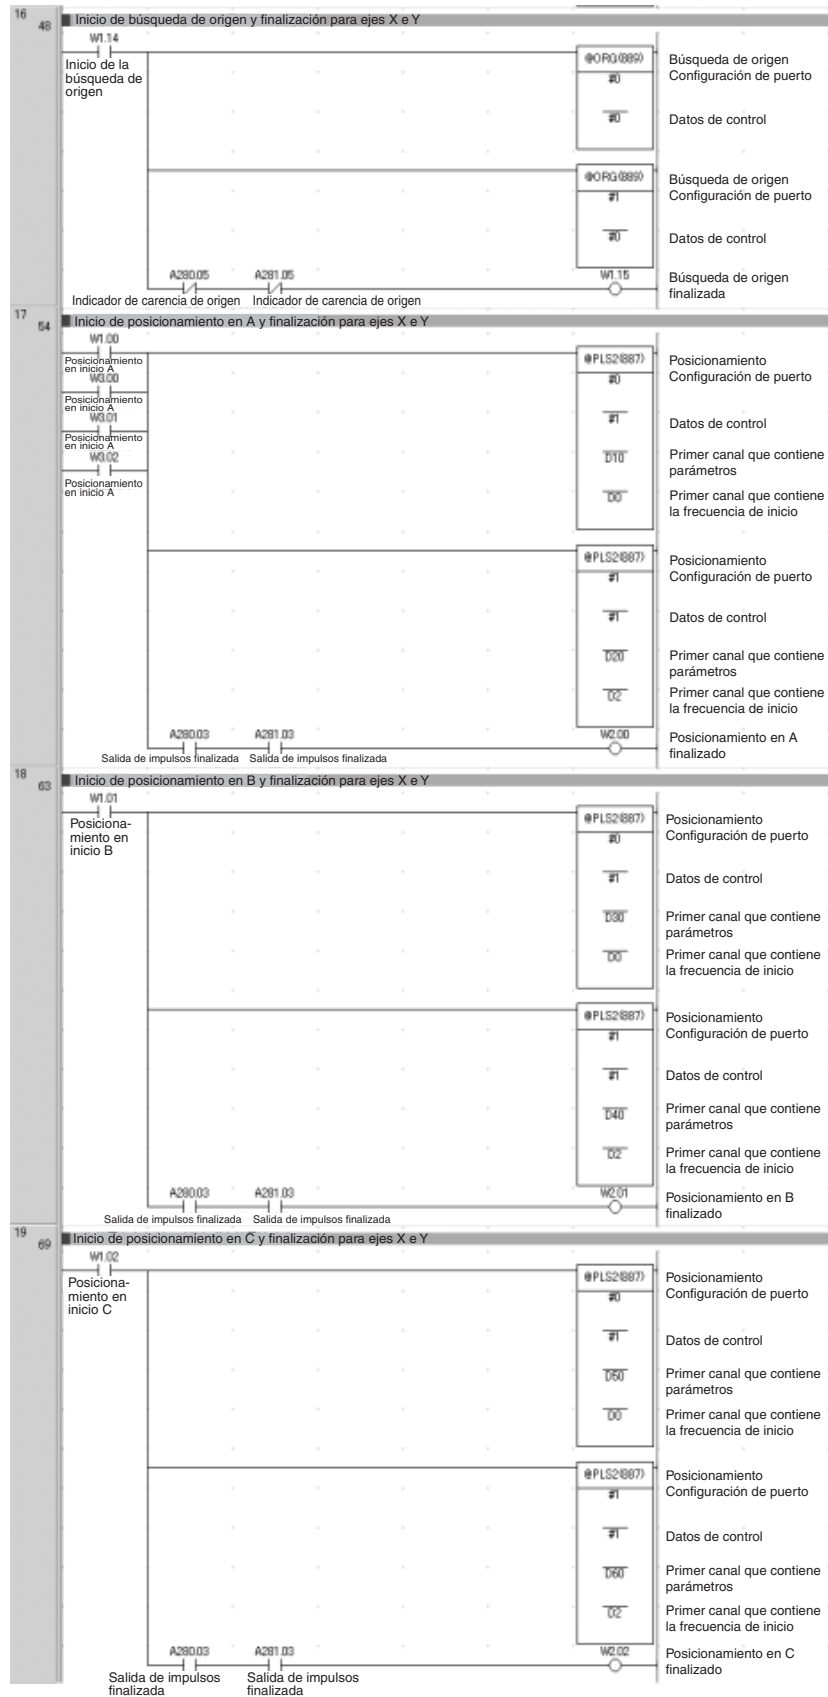 16
48
Inicio de búsqueda de origen y finalización para ejes X e Y
W1.14
Inicio de la
búsqueda de
origen
@ORG(889)
#0
#0
Búsqueda de origen
Configuración de puerto
Datos de control
@ORG(889)
#1
#0
Búsqueda de origen
Configuración de puerto
Datos de control
A280.05
A281.05
W1.15
Indicador de carencia de origen
Indicador de carencia de origen
Búsqueda de origen
finalizada
17
54
Inicio de posicionamiento en A y finalización para ejes X e Y
W1.00
Posicionamiento
en inicio A
W3.00
Posicionamiento
en inicio A
W3.01
Posicionamiento
en inicio A
W3.02
Posicionamiento
en inicio A
@PLS2(887)
#0
#1
D10
D0
Posicionamiento
Configuración de puerto
Datos de control
Primer canal que contiene
parámetros
Primer canal que contiene
la frecuencia de inicio
@PLS2(887)
#1
#1
D20
D2
Posicionamiento
Configuración de puerto
Datos de control
Primer canal que contiene
parámetros
Primer canal que contiene
la frecuencia de inicio
A280.03
A281.03
W2.00
Salida de impulsos finalizada
Salida de impulsos finalizada
Posicionamiento en A
finalizado
18
63
Inicio de posicionamiento en B y finalización para ejes X e Y
W1.01
Posiciona-
miento en
inicio B
@PLS2(887)
#0
#1
D30
D0
Posicionamiento
Configuración de puerto
Datos de control
Primer canal que contiene
parámetros
Primer canal que contiene
la frecuencia de inicio
@PLS2(887)
#1
#1
D40
D2
Posicionamiento
Configuración de puerto
Datos de control
Primer canal que contiene
parámetros
Primer canal que contiene
la frecuencia de inicio
A280.03
A281.03
W2.01
Salida de impulsos finalizada
Salida de impulsos finalizada
Posicionamiento en B
finalizado
19
69
Inicio de posicionamiento en C y finalización para ejes X e Y
W1.02
Posiciona-
miento en
inicio C
@PLS2(887)
#0
#1
D50
D0
Posicionamiento
Configuración de puerto
Datos de control
Primer canal que contiene
parámetros
Primer canal que contiene
la frecuencia de inicio
@PLS2(887)
#1
#1
D60
D2
Posicionamiento
Configuración de puerto
Datos de control
Primer canal que contiene
parámetros
Primer canal que contiene
la frecuencia de inicio
A280.03
A281.03
W2.02
Salida de impulsos
finalizada
Salida de impulsos
finalizada
Posicionamiento en C
finalizado